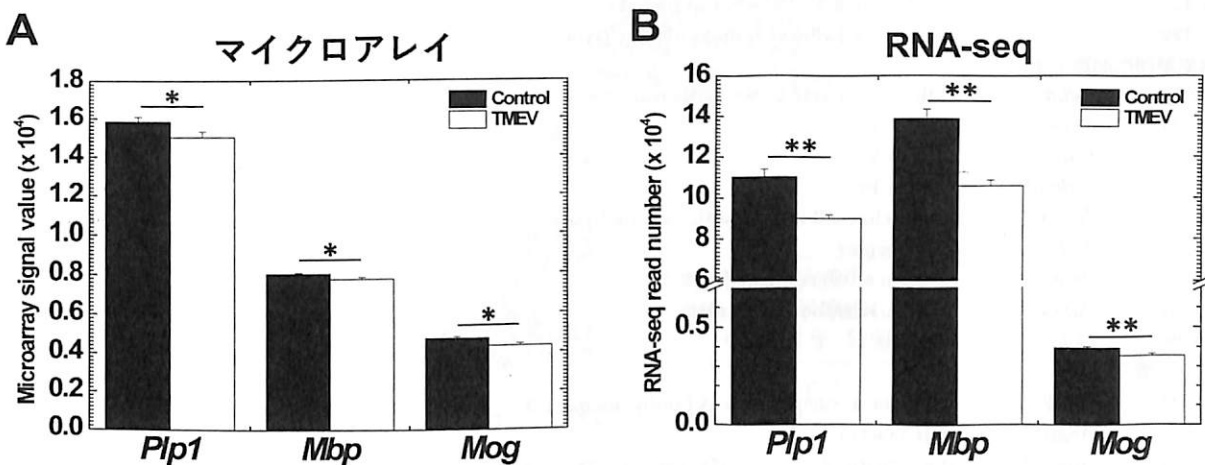 A
マイクロアレイ
Microarray signal value (x 10⁴)
1.8
1.6
1.4
1.2
1.0
0.8
0.6
0.4
0.2
0.0
Control
TMEV
*
*
*
Plp1
Mbp
Mog
B
RNA-seq
RNA-seq read number (x 10⁴)
16
14
12
10
8
6
0.5
0.0
Control
TMEV
**
**
**
Plp1
Mbp
Mog